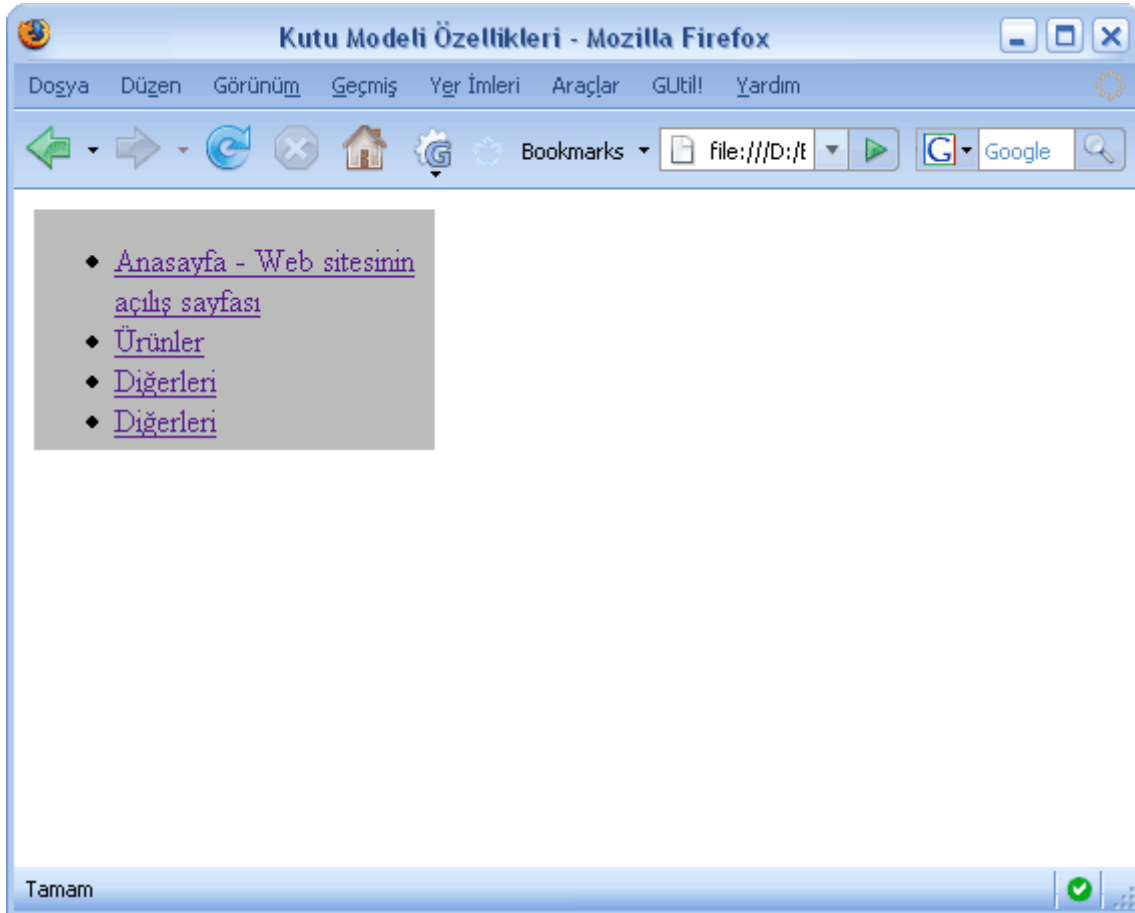 Kutu Modeli Özellikleri - Mozilla Firefox
Dosya Düzen Görünüm Geçmiş Yer İmleri Araçlar GUtil! Yardım
Bookmarks file:///D:/E G Google
Anasayfa - Web sitesinin
açılış sayfası
Ürünler
Diğerleri
Diğerleri
Tamam